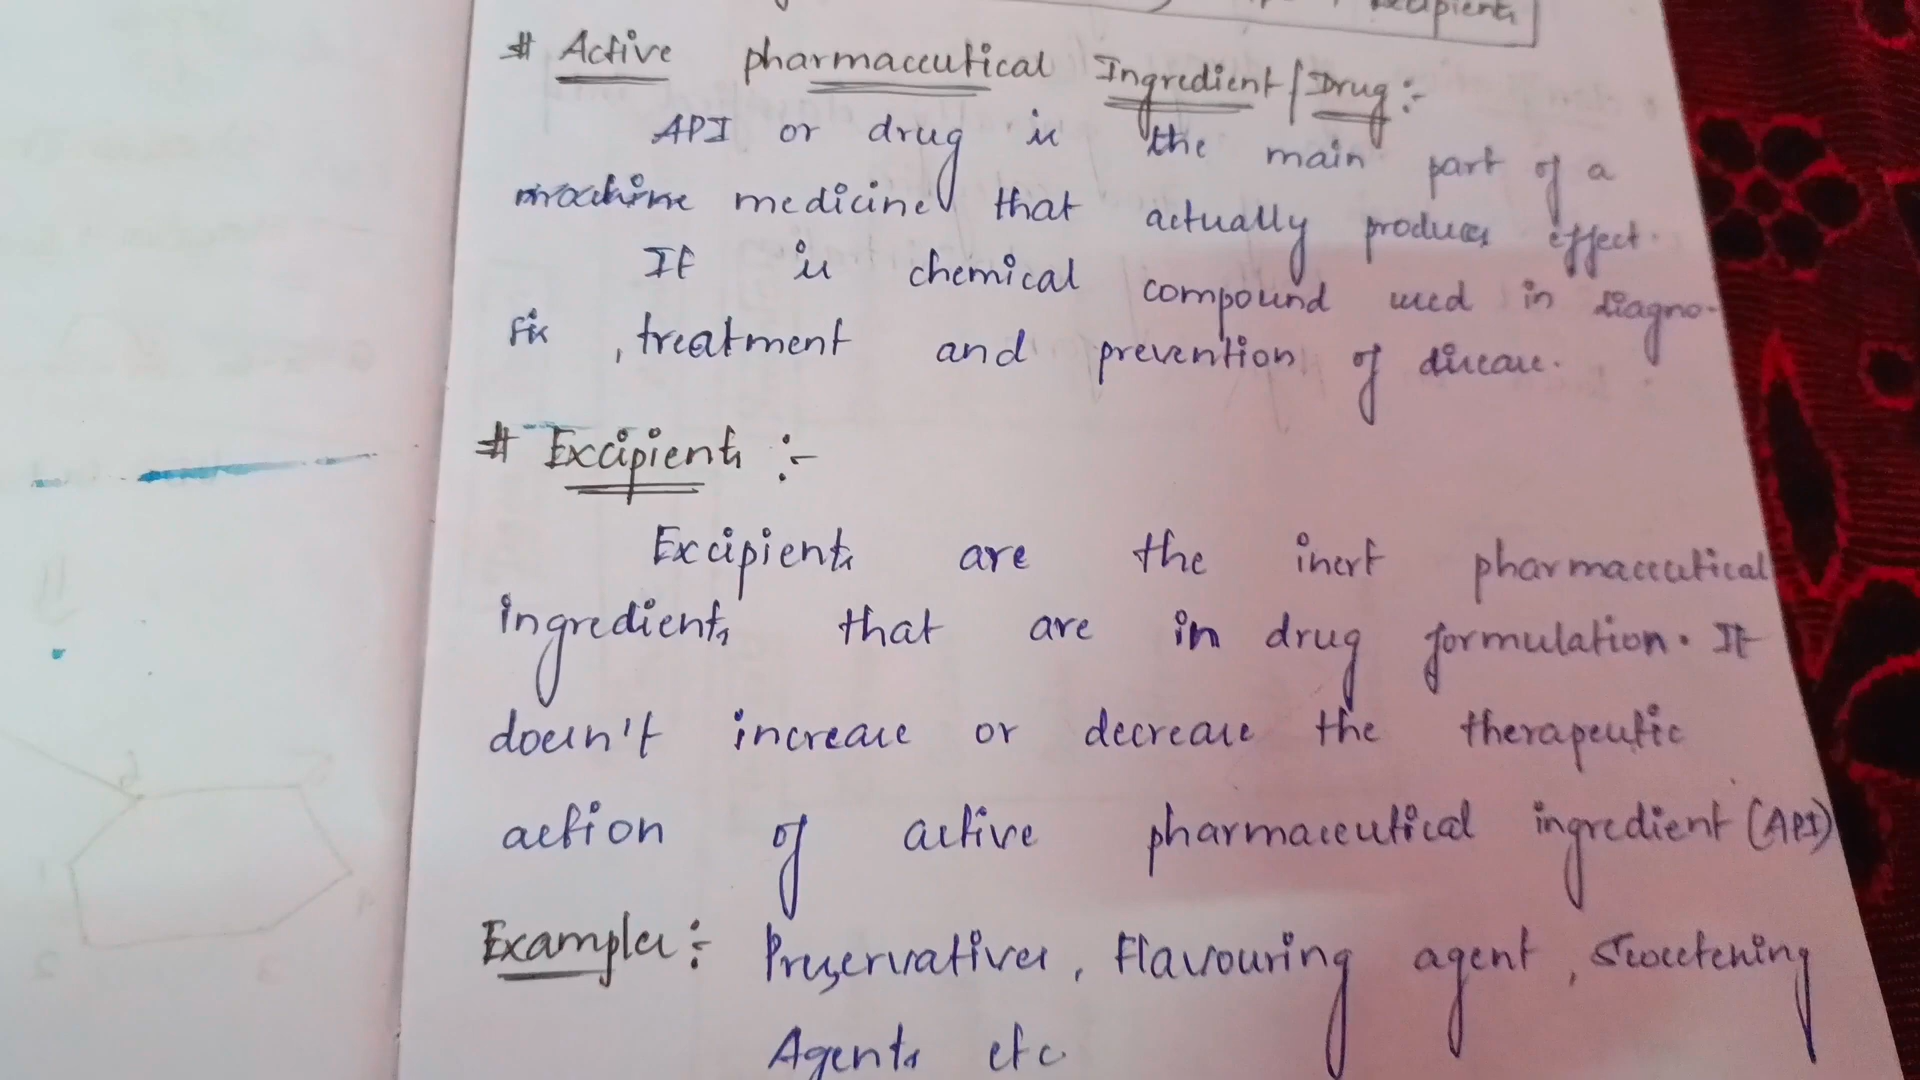 Excipients
# Active pharmaceutical Ingredient / Drug :-
API or drug is the main part of a
medicine that actually produces effect.
It is chemical compound used in diagno-
sis, treatment and prevention of disease.
# Excipients :-
Excipients are the inert pharmaceutical
ingredients that are in drug formulation. It
doesn't increase or decrease the therapeutic
action of active pharmaceutical ingredient (API)
Examples :- Preservatives, Flavouring agent, Sweetening
Agents etc.